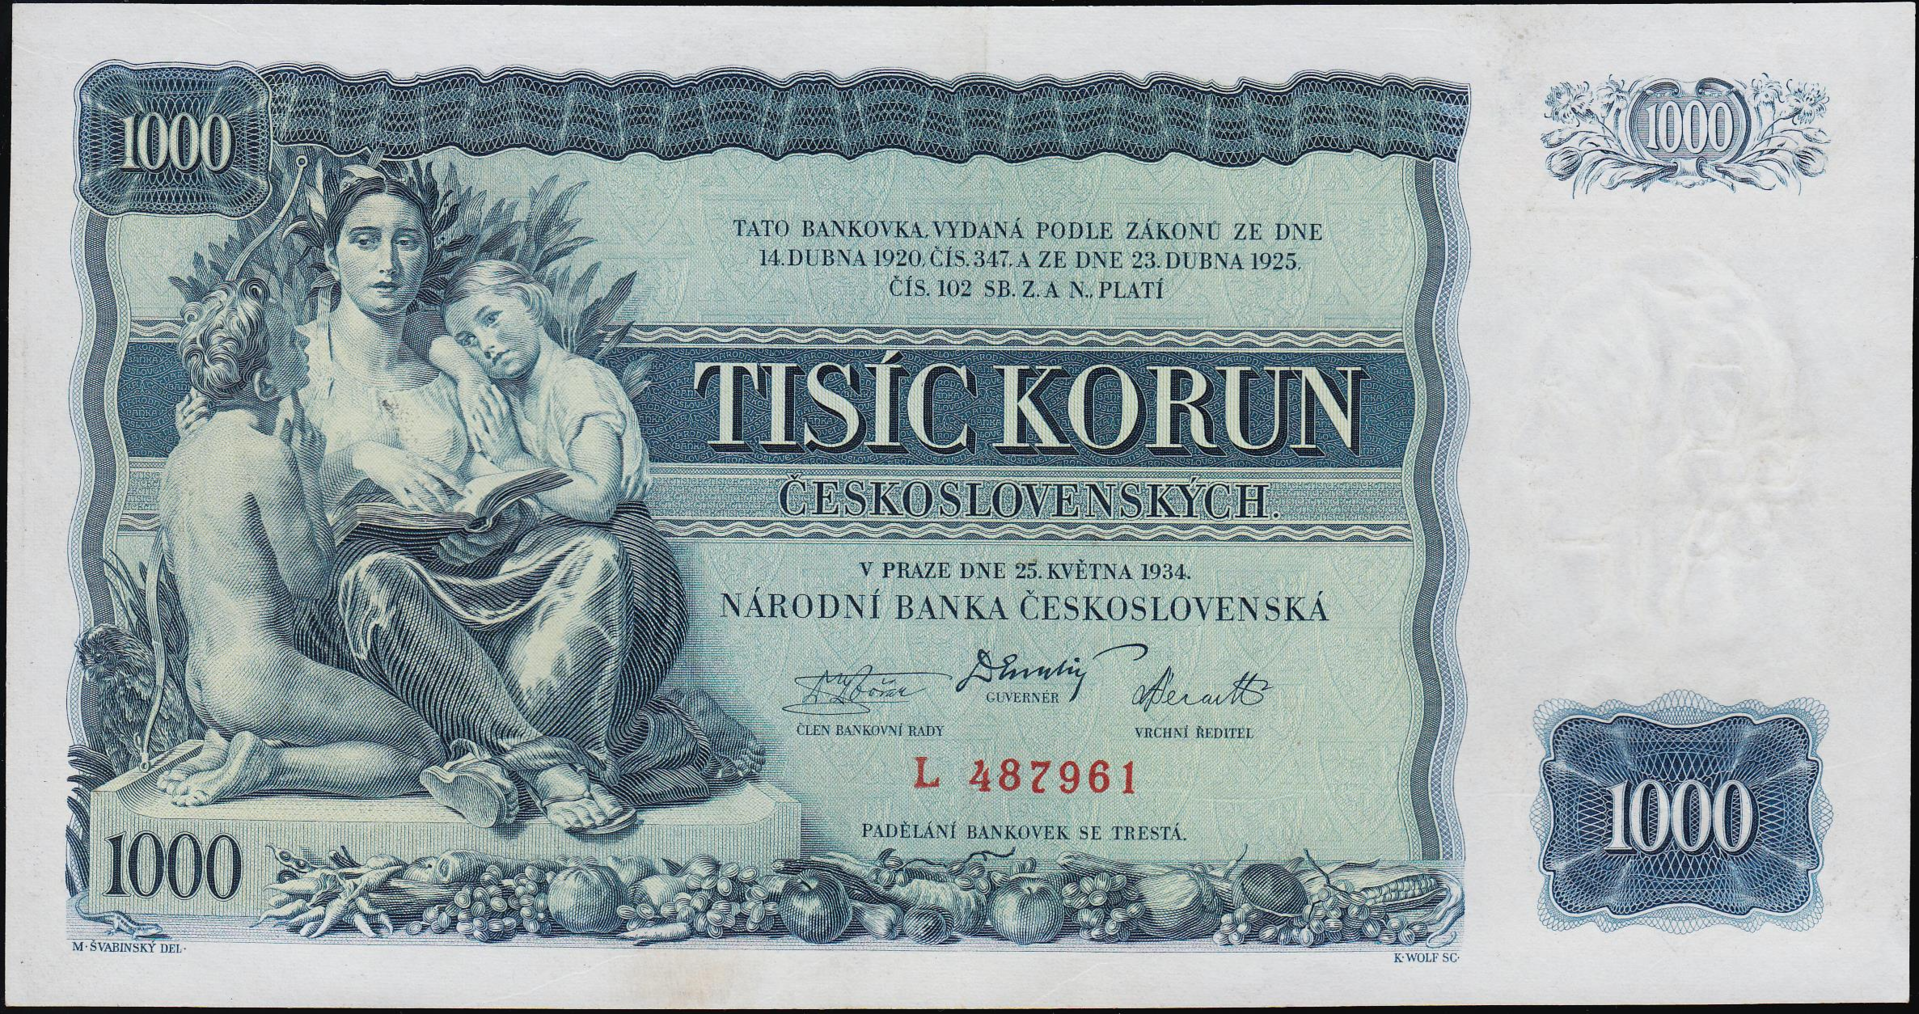 1000
1000
TATO BANKOVKA, VYDANÁ PODLE ZÁKONŮ ZE DNE
14. DUBNA 1920, ČÍS. 347, A ZE DNE 23. DUBNA 1925,
ČÍS. 102 SB. Z. A N., PLATÍ
TISÍC KORUN
ČESKOSLOVENSKÝCH.
V PRAZE DNE 25. KVĚTNA 1934.
NÁRODNÍ BANKA ČESKOSLOVENSKÁ
GUVERNÉR
ČLEN BANKOVNÍ RADY
VRCHNÍ ŘEDITEL
L 487961
PADĚLÁNÍ BANKOVEK SE TRESTÁ.
1000
1000
M·ŠVABINSKÝ DEL·
K·WOLF SC·